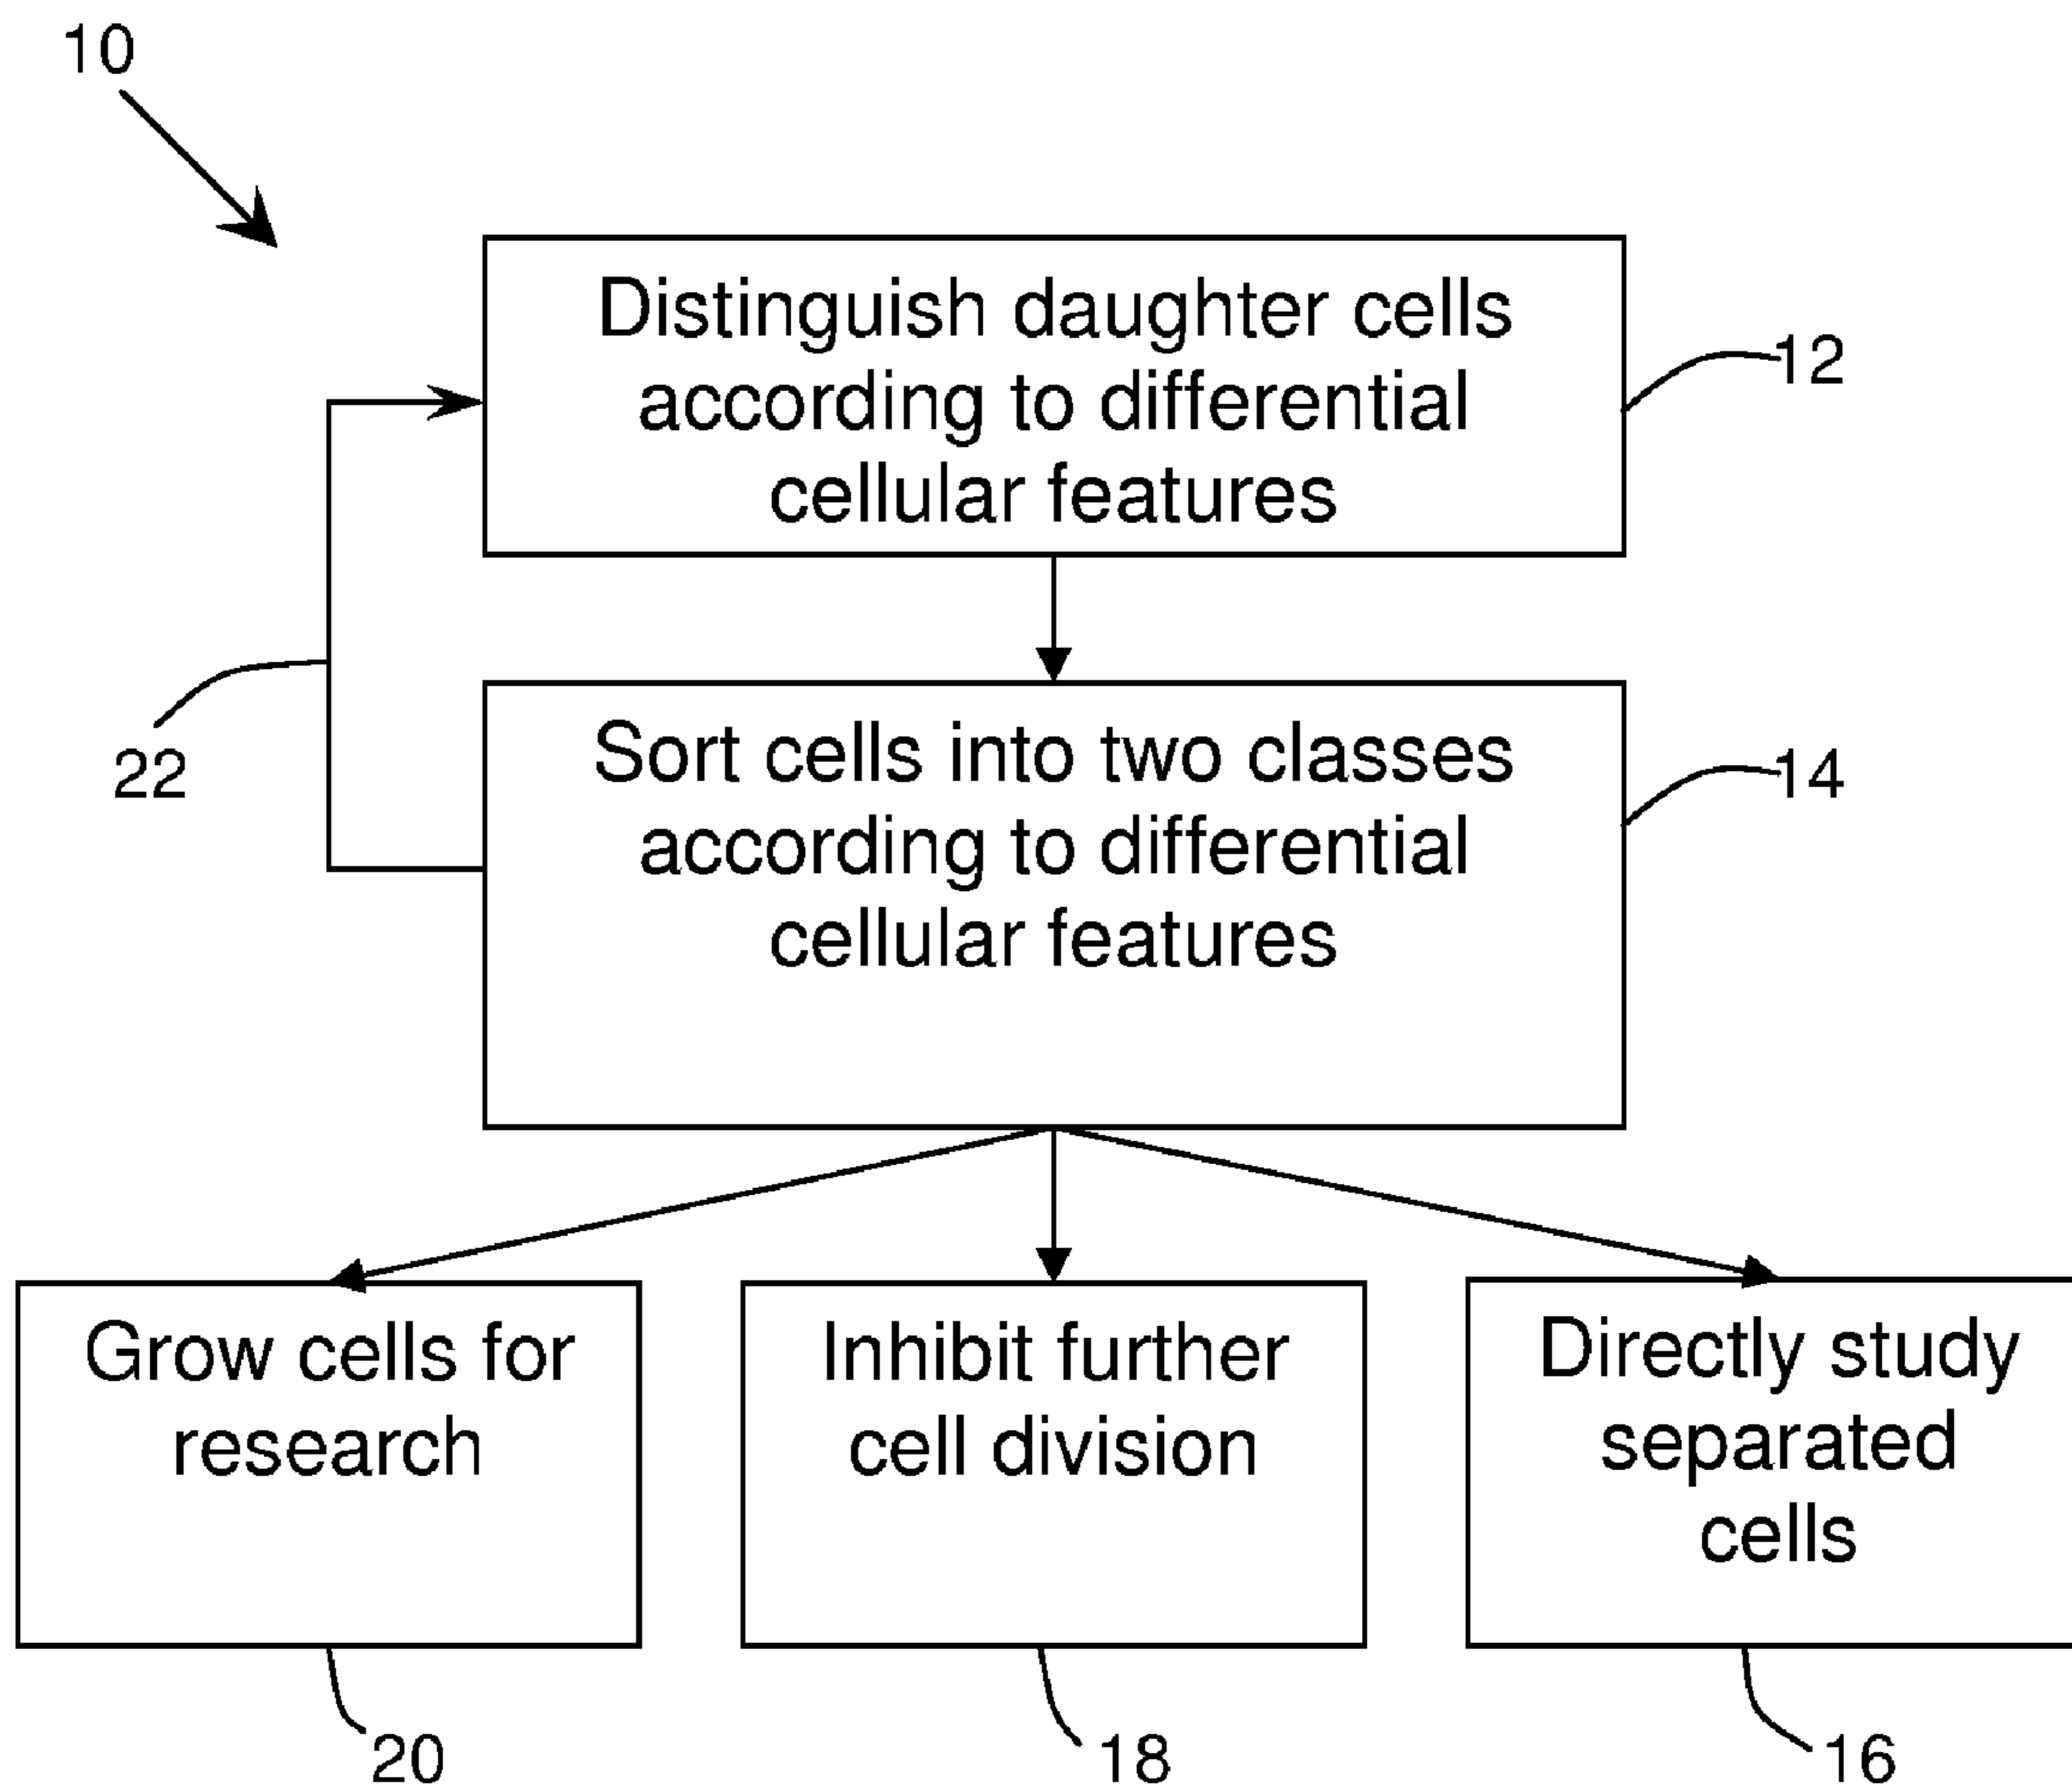 10
Distinguish daughter cells
according to differential
cellular features
12
Sort cells into two classes
according to differential
cellular features
14
22
Grow cells for
research
Inhibit further
cell division
Directly study
separated
cells
20
18
16